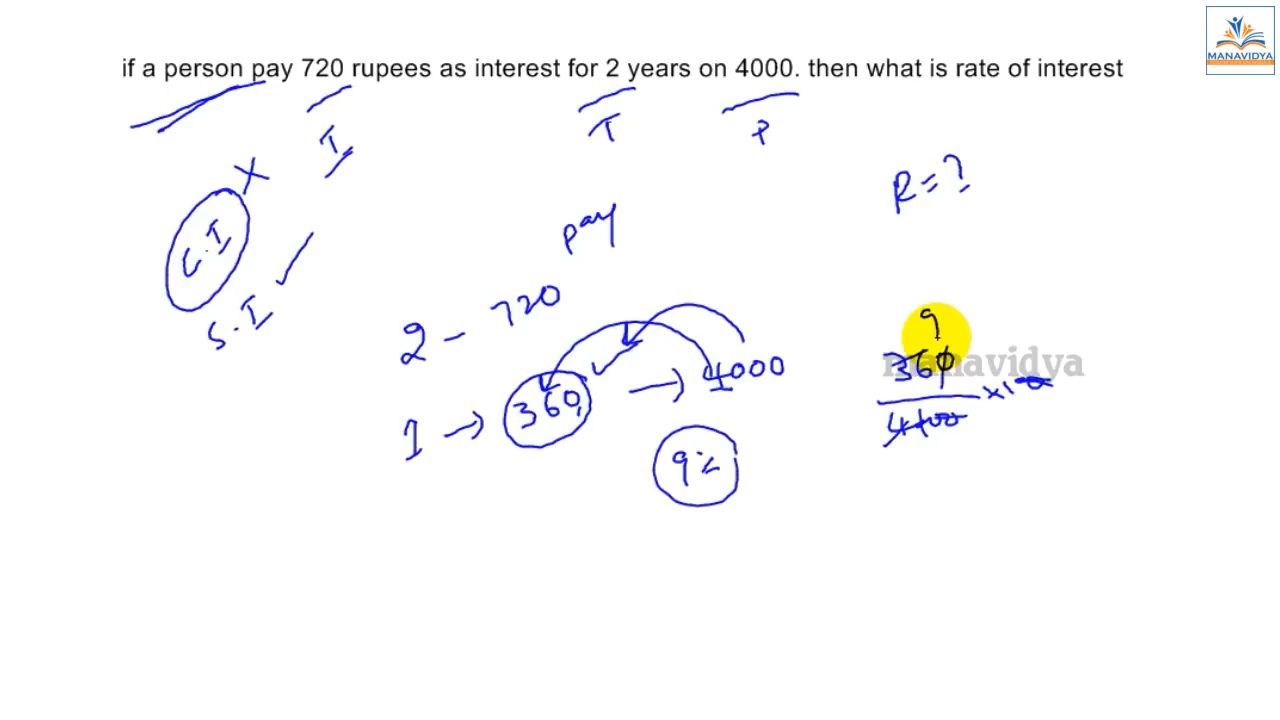 MANAVIDYA
if a person pay 720 rupees as interest for 2 years on 4000. then what is rate of interest
I T P
C.I X
R = ?
S.I ✓
pay
2 - 720
1 → 360 → 4000
9
360
manavidya
4000 ×100
9%